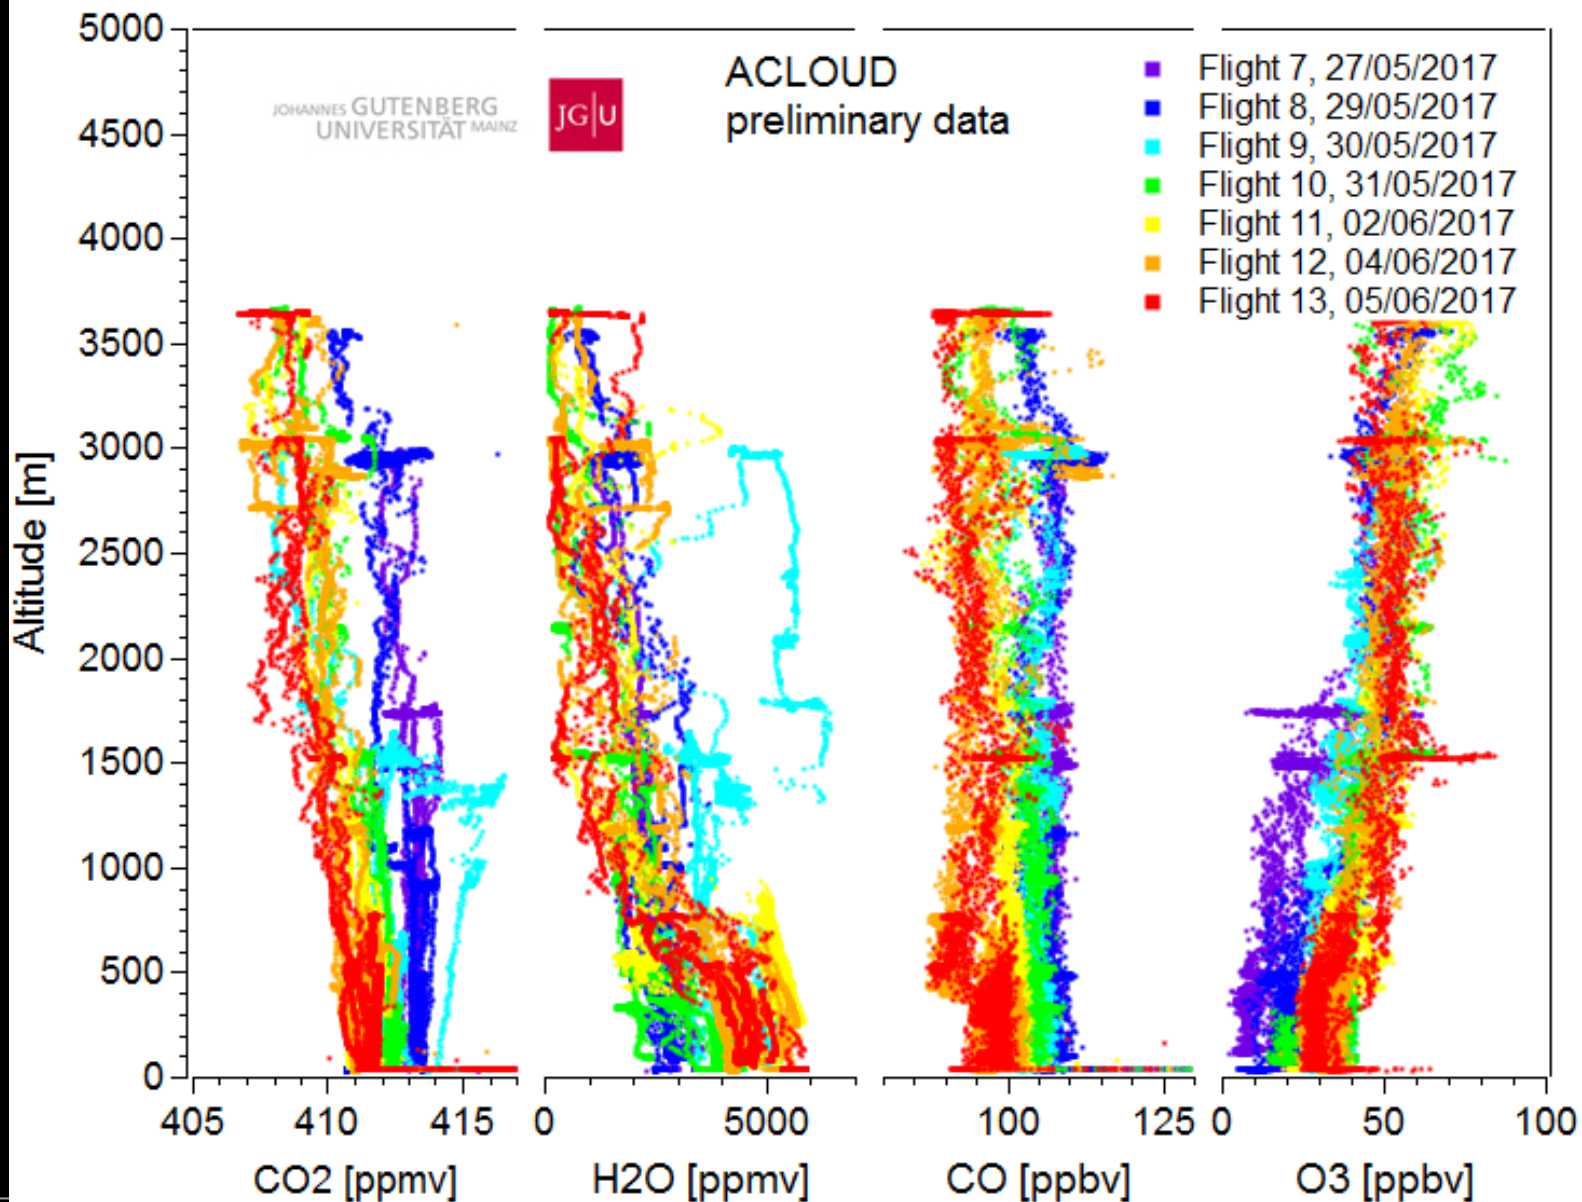 5000
4500
4000
3500
3000
2500
2000
1500
1000
500
0
Altitude [m]
JOHANNES GUTENBERG
UNIVERSITÄT MAINZ
JG|U
ACLOUD
preliminary data
Flight 7, 27/05/2017
Flight 8, 29/05/2017
Flight 9, 30/05/2017
Flight 10, 31/05/2017
Flight 11, 02/06/2017
Flight 12, 04/06/2017
Flight 13, 05/06/2017
405 410 415 0 5000 100 125 0 50 100
CO2 [ppmv] H2O [ppmv] CO [ppbv] O3 [ppbv]